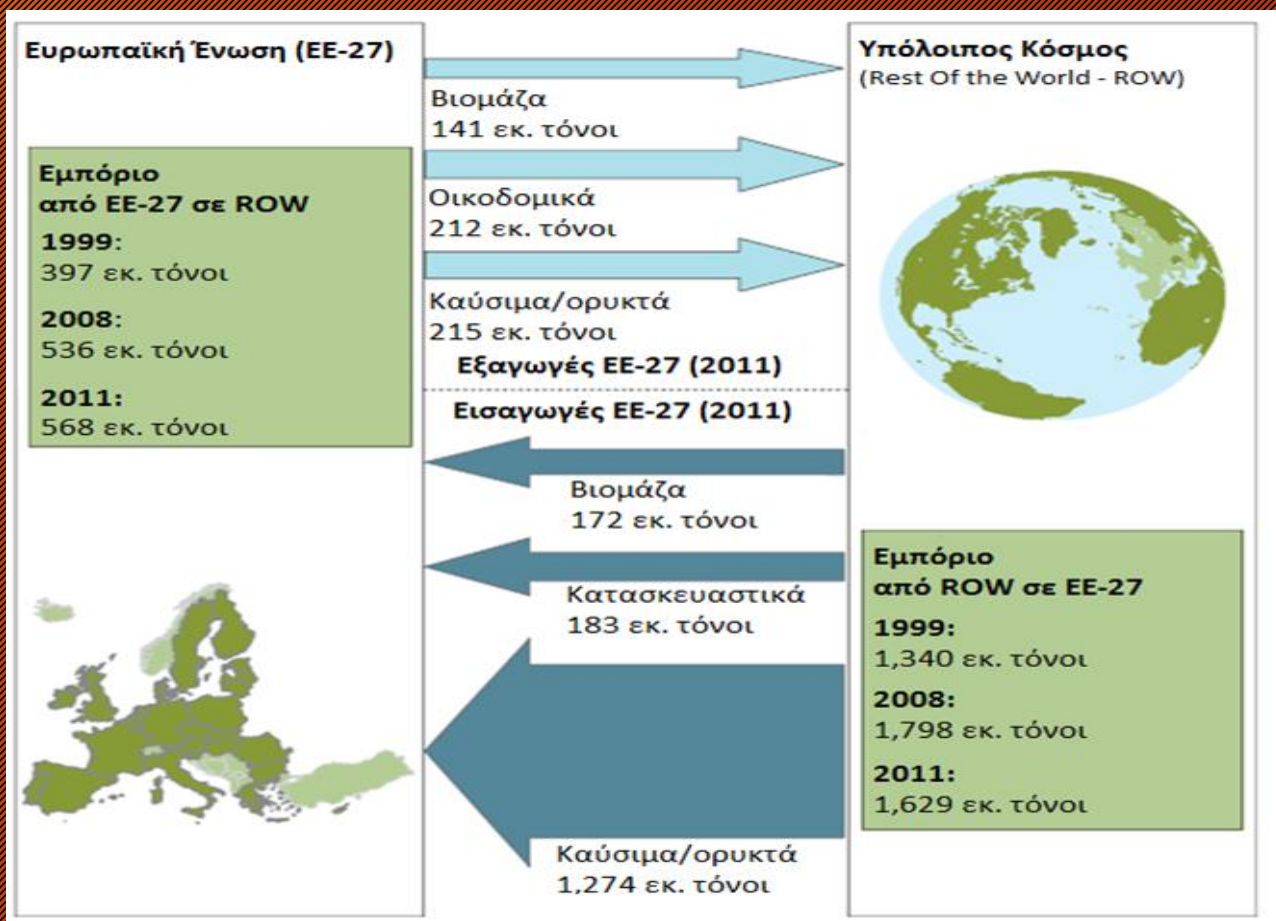 Ευρωπαϊκή Ένωση (ΕΕ-27)
Εμπόριο
από ΕΕ-27 σε ROW
1999:
397 εκ. τόνοι
2008:
536 εκ. τόνοι
2011:
568 εκ. τόνοι
Βιομάζα
141 εκ. τόνοι
Οικοδομικά
212 εκ. τόνοι
Καύσιμα/ορυκτά
215 εκ. τόνοι
Εξαγωγές ΕΕ-27 (2011)
Εισαγωγές ΕΕ-27 (2011)
Βιομάζα
172 εκ. τόνοι
Κατασκευαστικά
183 εκ. τόνοι
Καύσιμα/ορυκτά
1,274 εκ. τόνοι
Υπόλοιπος Κόσμος
(Rest Of the World - ROW)
Εμπόριο
από ROW σε ΕΕ-27
1999:
1,340 εκ. τόνοι
2008:
1,798 εκ. τόνοι
2011:
1,629 εκ. τόνοι